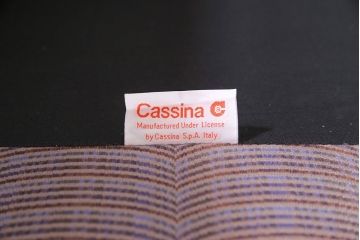 Cassina
Manufactured Under License
by Cassina S.p.A. Italy